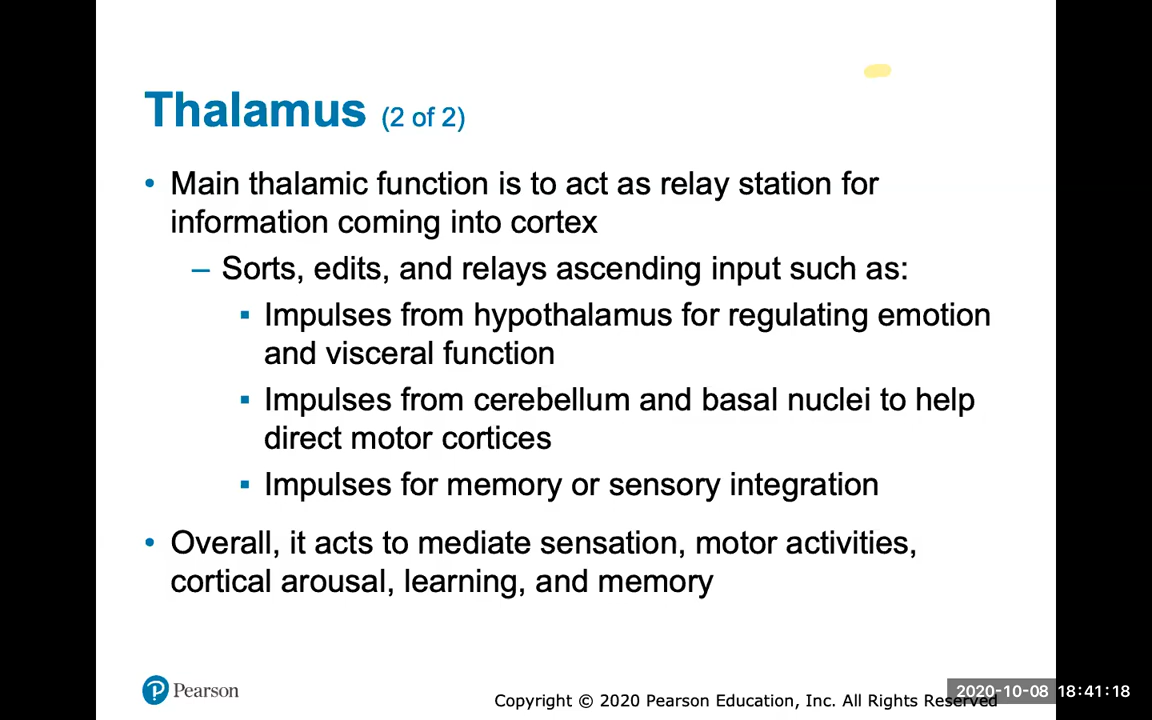 Thalamus (2 of 2)
• Main thalamic function is to act as relay station for
information coming into cortex
– Sorts, edits, and relays ascending input such as:
▪ Impulses from hypothalamus for regulating emotion
and visceral function
▪ Impulses from cerebellum and basal nuclei to help
direct motor cortices
▪ Impulses for memory or sensory integration
• Overall, it acts to mediate sensation, motor activities,
cortical arousal, learning, and memory
P Pearson
Copyright © 2020 Pearson Education, Inc. All Rights Reserved
2020-10-08 18:41:18